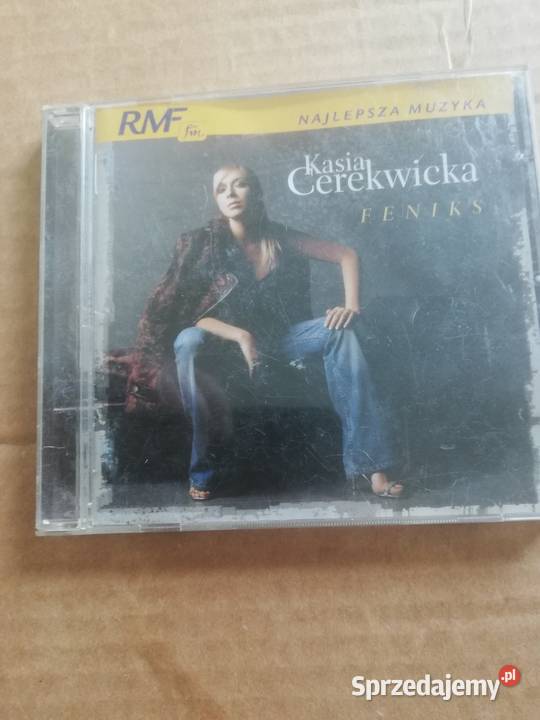 RMF fm
NAJLEPSZA MUZYKA
Kasia
Cerekwicka
FENIKS
Sprzedajemy.pl